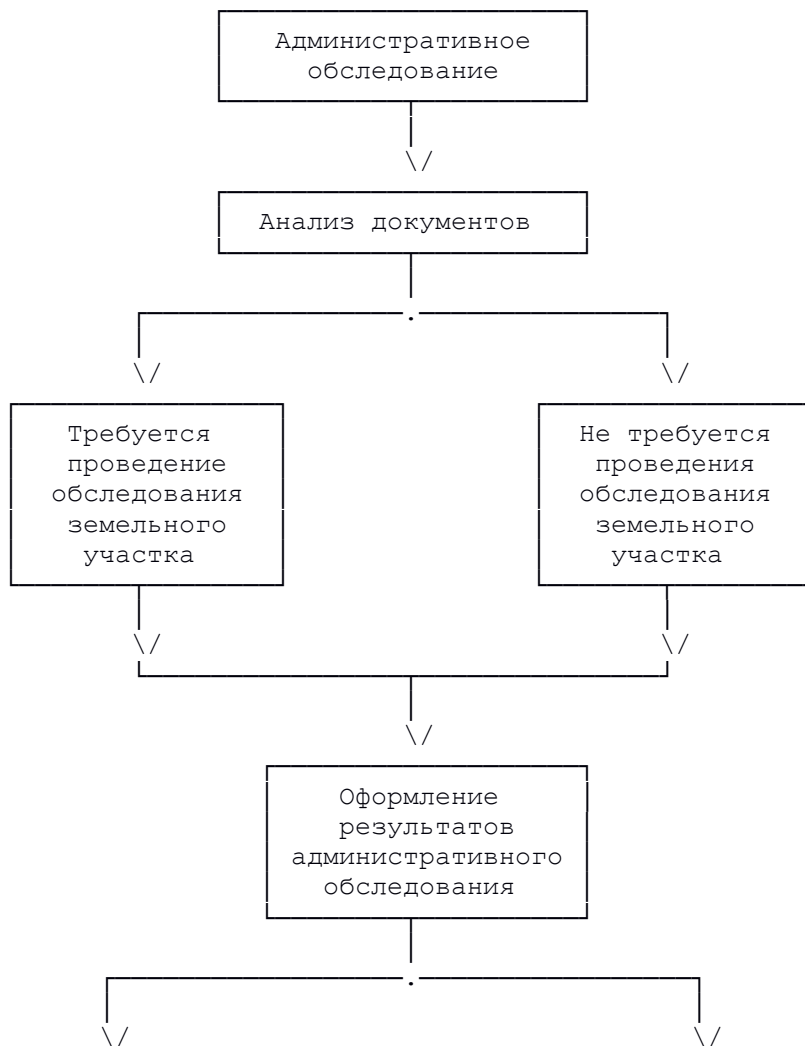 Административное
обследование
Анализ документов
Требуется
проведение
обследования
земельного
участка
Не требуется
проведения
обследования
земельного
участка
Оформление
результатов
административного
обследования